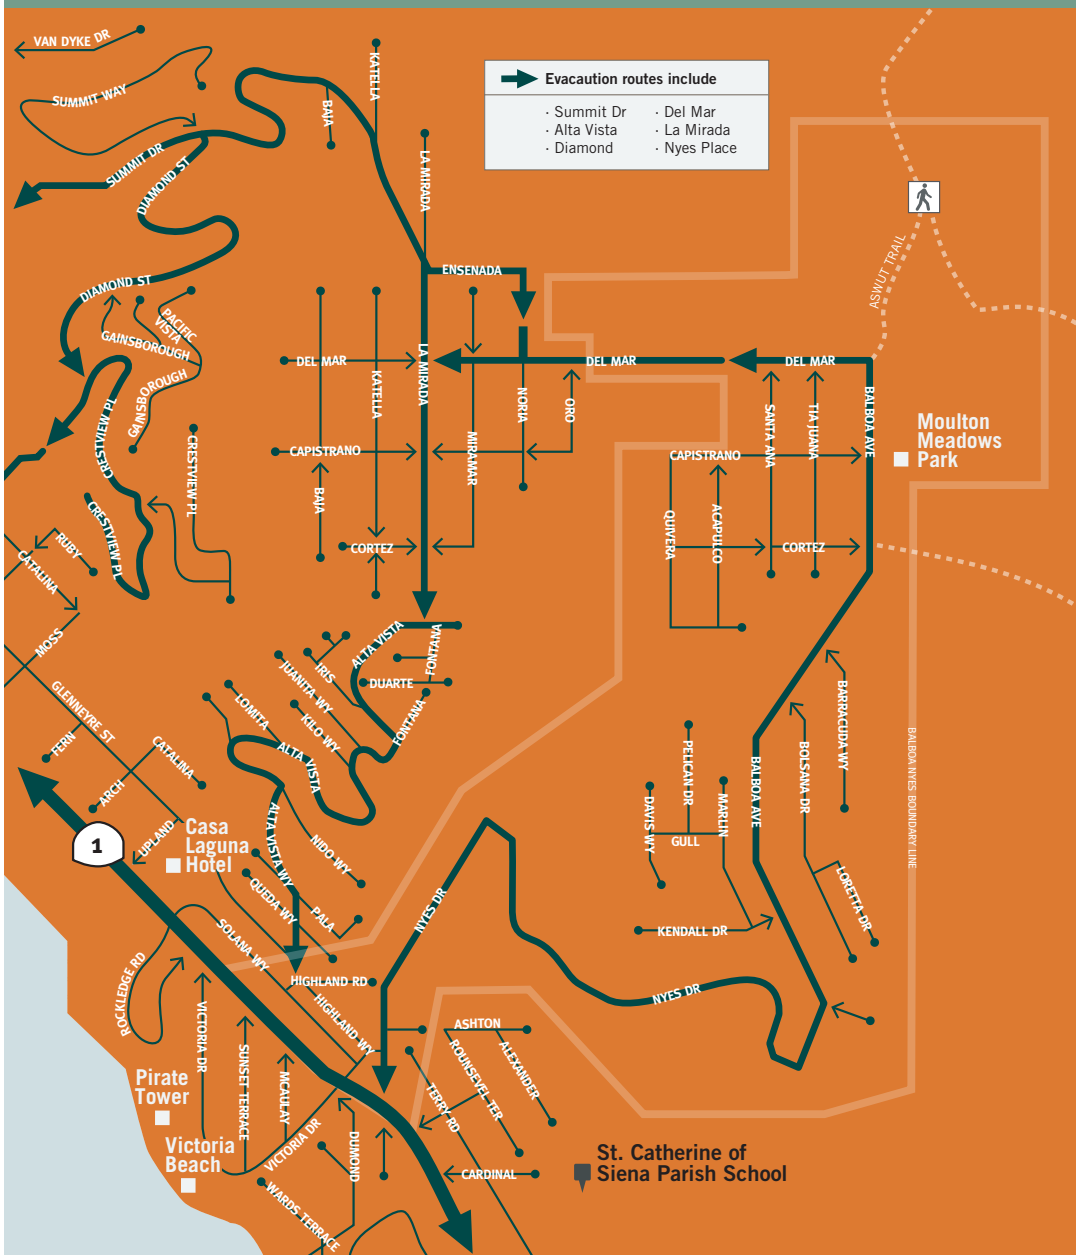 VAN DYKE DR
SUMMIT WAY
KATELLA
BAJA
Evacaution routes include
· Summit Dr
· Alta Vista
· Diamond
· Del Mar
· La Mirada
· Nyes Place
SUMMIT DR
DIAMOND ST
LA MIRADA
ENSENADA
ASWUT TRAIL
DIAMOND ST
PACIFIC
VISTA
GAINSBOROUGH
GAINSBOROUGH
DEL MAR
LA MIRADA
DEL MAR
DEL MAR
KATELLA
NORIA
ORO
SANTA ANA
TIA JUANA
BALBOA AVE
Moulton
Meadows
Park
CRESTVIEW PL
CRESTVIEW PL
CRESTVIEW PL
CAPISTRANO
MIRAMAR
CAPISTRANO
BAJA
QUIVERA
ACAPULCO
CORTEZ
CORTEZ
RUBY
CATALINA
MOSS
ALTA VISTA
FONTANA
IRIS
DUARTE
JUANITA WY
KILO WY
FONTANA
LOMITA
ALTA VISTA
GLENNEYRE ST
FERN
CATALINA
ARCH
UPLAND
1
Casa
Laguna
Hotel
ALTA VISTA WY
NIDO WY
QUEDA WY
PALA
BARRACUDA WY
BOLSANA DR
BALBOA AVE
PELICAN DR
DAVIS WY
MARLIN
GULL
BALBOA NYES BOUNDARY LINE
LORETTA DR
KENDALL DR
NYES DR
NYES DR
SOLANA WY
HIGHLAND RD
HIGHLAND WY
ROCKLEDGE RD
VICTORIA DR
SUNSET TERRACE
MCAULAY
ASHTON
ROUNSEVEL TER
ALEXANDER
TERRY RD
Pirate
Tower
Victoria
Beach
VICTORIA DR
DUMOND
CARDINAL
WARDS TERRACE
St. Catherine of
Siena Parish School